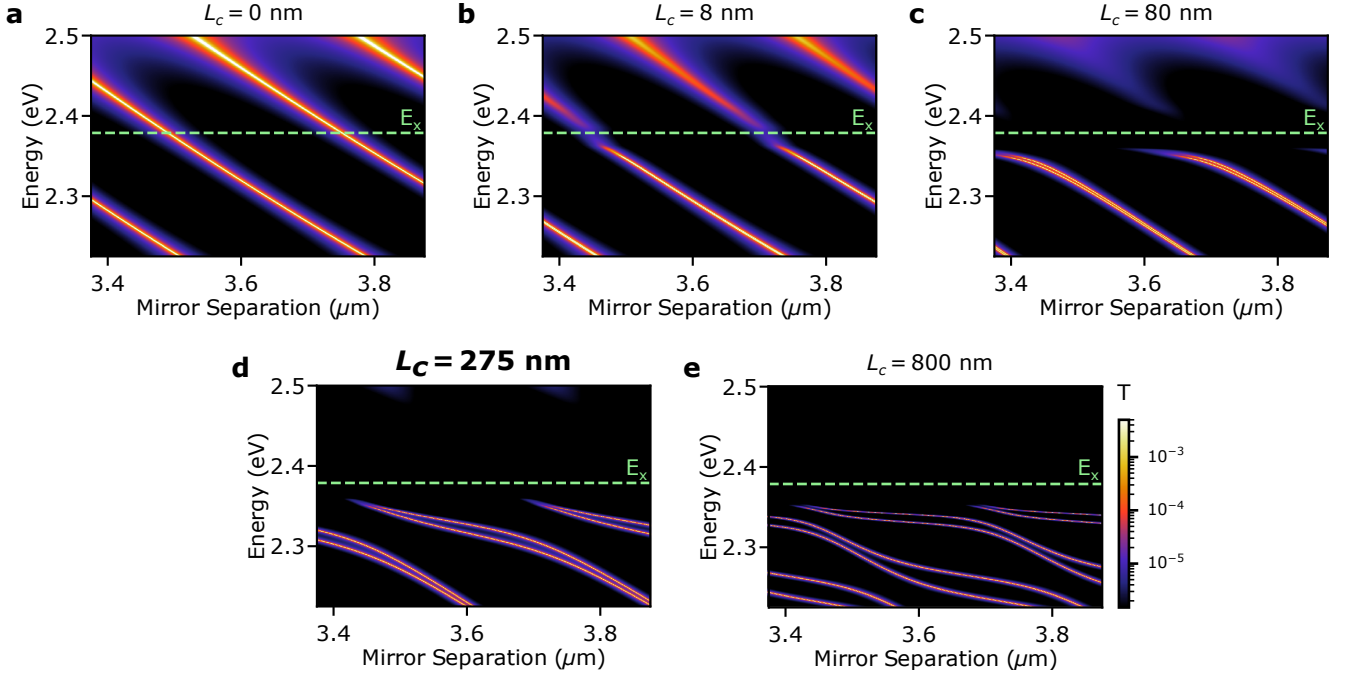 a L_c = 0 nm
2.5
2.4
2.3
Energy (eV)
E_x
3.4 3.6 3.8
Mirror Separation (µm)
b L_c = 8 nm
2.5
2.4
2.3
Energy (eV)
E_x
3.4 3.6 3.8
Mirror Separation (µm)
c L_c = 80 nm
2.5
2.4
2.3
Energy (eV)
E_x
3.4 3.6 3.8
Mirror Separation (µm)
d L_c = 275 nm
2.5
2.4
2.3
Energy (eV)
E_x
3.4 3.6 3.8
Mirror Separation (µm)
e L_c = 800 nm
2.5
2.4
2.3
Energy (eV)
E_x
3.4 3.6 3.8
Mirror Separation (µm)
T
10⁻³
10⁻⁴
10⁻⁵